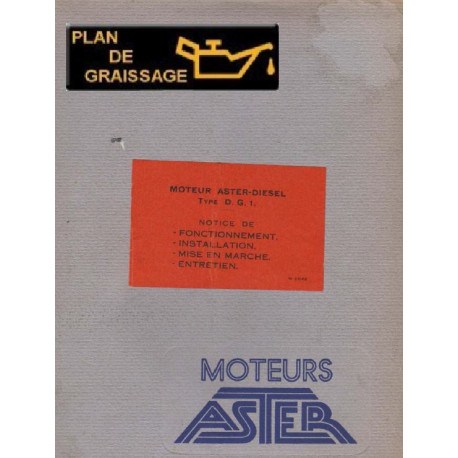 PLAN
DE
GRAISSAGE
MOTEUR ASTER-DIESEL
TYPE D. G. 1.
NOTICE DE
- FONCTIONNEMENT.
- INSTALLATION.
- MISE EN MARCHE.
- ENTRETIEN.
MOTEURS
ASTER